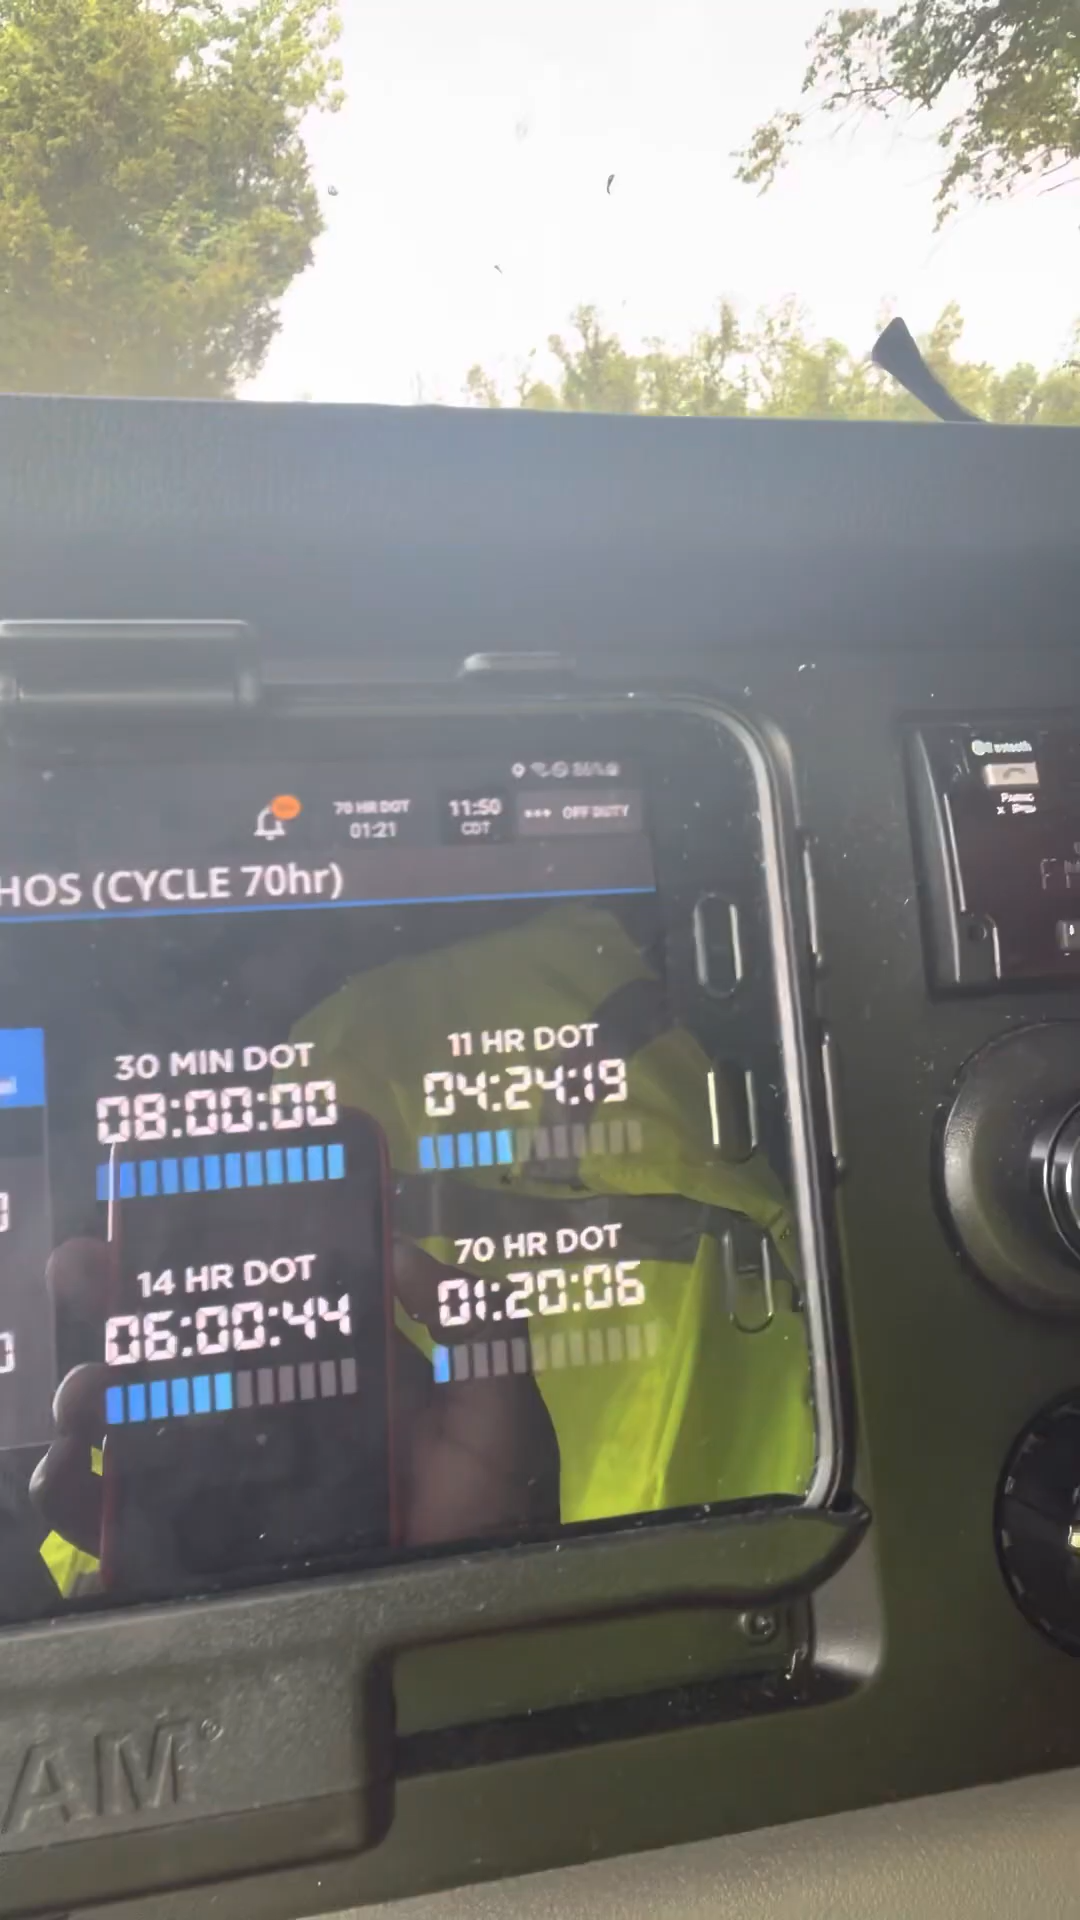 70 HR DOT
01:21
11:50
CDT
OFF DUTY
HOS (CYCLE 70hr)
30 MIN DOT
08:00:00
11 HR DOT
04:24:19
14 HR DOT
06:00:44
70 HR DOT
01:20:06
AM
Bluetooth